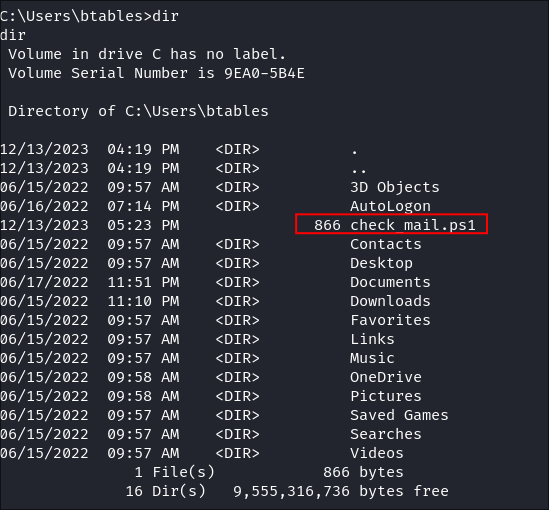 C:\Users\btables>dir
dir
 Volume in drive C has no label.
 Volume Serial Number is 9EA0-5B4E

 Directory of C:\Users\btables

12/13/2023  04:19 PM    <DIR>          .
12/13/2023  04:19 PM    <DIR>          ..
06/15/2022  09:57 AM    <DIR>          3D Objects
06/16/2022  07:14 PM    <DIR>          AutoLogon
12/13/2023  05:23 PM               866 check_mail.ps1
06/15/2022  09:57 AM    <DIR>          Contacts
06/15/2022  09:57 AM    <DIR>          Desktop
06/17/2022  11:51 PM    <DIR>          Documents
06/15/2022  11:10 PM    <DIR>          Downloads
06/15/2022  09:57 AM    <DIR>          Favorites
06/15/2022  09:57 AM    <DIR>          Links
06/15/2022  09:57 AM    <DIR>          Music
06/15/2022  09:58 AM    <DIR>          OneDrive
06/15/2022  09:58 AM    <DIR>          Pictures
06/15/2022  09:57 AM    <DIR>          Saved Games
06/15/2022  09:57 AM    <DIR>          Searches
06/15/2022  09:57 AM    <DIR>          Videos
               1 File(s)            866 bytes
              16 Dir(s)   9,555,316,736 bytes free